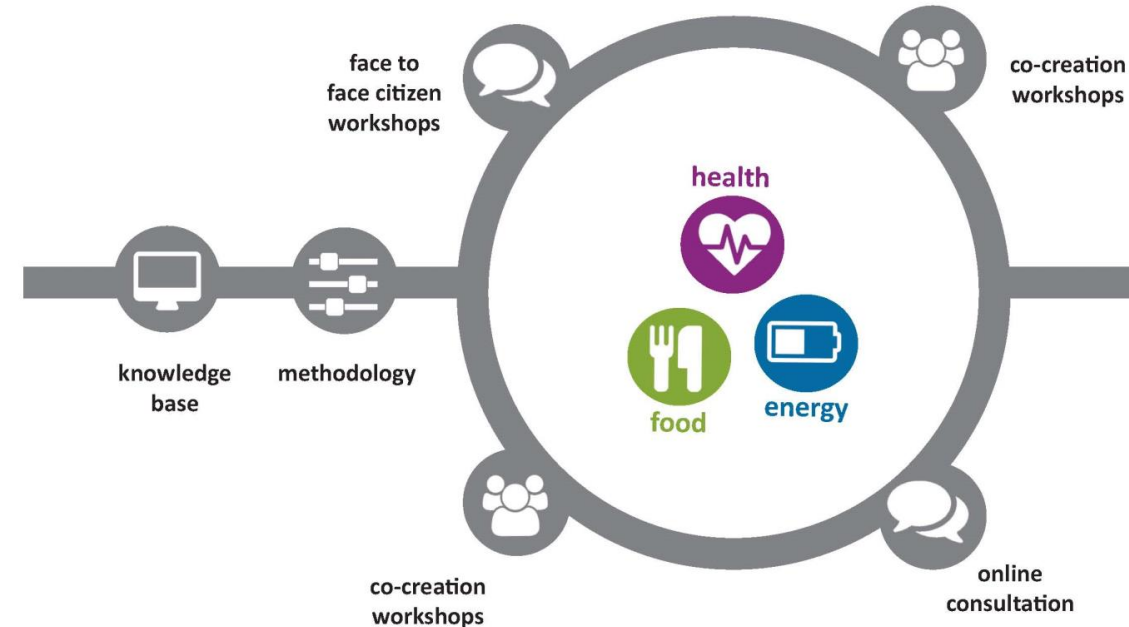 face to
face citizen
workshops
co-creation
workshops
health
knowledge
base
methodology
food
energy
co-creation
workshops
online
consultation